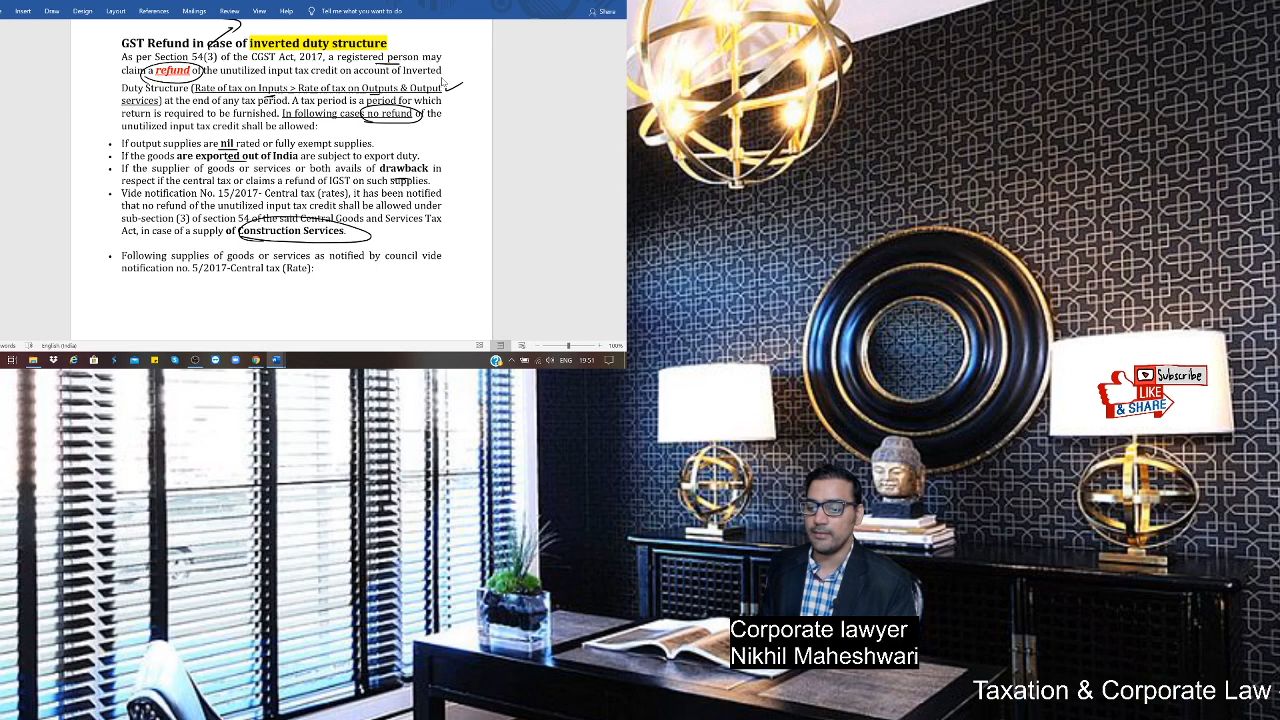 Insert Draw Design Layout References Mailings Review View Help Tell me what you want to do Share
GST Refund in case of inverted duty structure
As per Section 54(3) of the CGST Act, 2017, a registered person may
claim a refund of the unutilized input tax credit on account of Inverted
Duty Structure (Rate of tax on Inputs > Rate of tax on Outputs & Output
services) at the end of any tax period. A tax period is a period for which
return is required to be furnished. In following cases no refund of the
unutilized input tax credit shall be allowed:
• If output supplies are nil rated or fully exempt supplies.
• If the goods are exported out of India are subject to export duty.
• If the supplier of goods or services or both avails of drawback in
respect if the central tax or claims a refund of IGST on such supplies.
• Vide notification No. 15/2017- Central tax (rates), it has been notified
that no refund of the unutilized input tax credit shall be allowed under
sub-section (3) of section 54 of the said Central Goods and Services Tax
Act, in case of a supply of Construction Services.
• Following supplies of goods or services as notified by council vide
notification no. 5/2017-Central tax (Rate):
words English (India) 100%
ENG 19:51
Subscribe
LIKE
& SHARE
Corporate lawyer
Nikhil Maheshwari
Taxation & Corporate Law